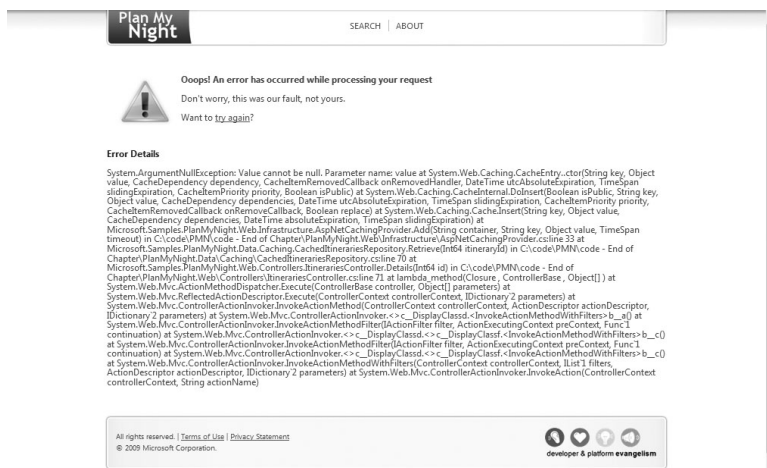 Plan My
Night
SEARCH | ABOUT
Ooops! An error has occurred while processing your request
Don't worry, this was our fault, not yours.
Want to try again?
Error Details
System.ArgumentNullException: Value cannot be null. Parameter name: value at System.Web.Caching.CacheEntry..ctor(String key, Object
value, CacheDependency dependency, CacheItemRemovedCallback onRemovedHandler, DateTime utcAbsoluteExpiration, TimeSpan
slidingExpiration, CacheItemPriority priority, Boolean isPublic) at System.Web.Caching.CacheInternal.DoInsert(Boolean isPublic, String key,
Object value, CacheDependency dependencies, DateTime utcAbsoluteExpiration, TimeSpan slidingExpiration, CacheItemPriority priority,
CacheItemRemovedCallback onRemoveCallback, Boolean replace) at System.Web.Caching.Cache.Insert(String key, Object value,
CacheDependency dependencies, DateTime absoluteExpiration, TimeSpan slidingExpiration) at
Microsoft.Samples.PlanMyNight.Web.Infrastructure.AspNetCachingProvider.Add(String container, String key, Object value, TimeSpan
timeout) in C:\code\PMN\code - End of Chapter\PlanMyNight.Web\Infrastructure\AspNetCachingProvider.cs:line 33 at
Microsoft.Samples.PlanMyNight.Data.Caching.CachedItinerariesRepository.Retrieve(Int64 itineraryId) in C:\code\PMN\code - End of
Chapter\PlanMyNight.Data\Caching\CachedItinerariesRepository.cs:line 70 at
Microsoft.Samples.PlanMyNight.Web.Controllers.ItinerariesController.Details(Int64 id) in C:\code\PMN\code - End of
Chapter\PlanMyNight.Web\Controllers\ItinerariesController.cs:line 71 at lambda_method(Closure , ControllerBase , Object[] ) at
System.Web.Mvc.ActionMethodDispatcher.Execute(ControllerBase controller, Object[] parameters) at
System.Web.Mvc.ReflectedActionDescriptor.Execute(ControllerContext controllerContext, IDictionary`2 parameters) at
System.Web.Mvc.ControllerActionInvoker.InvokeActionMethod(ControllerContext controllerContext, ActionDescriptor actionDescriptor,
IDictionary`2 parameters) at System.Web.Mvc.ControllerActionInvoker.<>c__DisplayClassd.<InvokeActionMethodWithFilters>b__a() at
System.Web.Mvc.ControllerActionInvoker.InvokeActionMethodFilter(IActionFilter filter, ActionExecutingContext preContext, Func`1
continuation) at System.Web.Mvc.ControllerActionInvoker.<>c__DisplayClassd.<>c__DisplayClassf.<InvokeActionMethodWithFilters>b__c()
at System.Web.Mvc.ControllerActionInvoker.InvokeActionMethodFilter(IActionFilter filter, ActionExecutingContext preContext, Func`1
continuation) at System.Web.Mvc.ControllerActionInvoker.<>c__DisplayClassd.<>c__DisplayClassf.<InvokeActionMethodWithFilters>b__c()
at System.Web.Mvc.ControllerActionInvoker.InvokeActionMethodWithFilters(ControllerContext controllerContext, IList`1 filters,
ActionDescriptor actionDescriptor, IDictionary`2 parameters) at System.Web.Mvc.ControllerActionInvoker.InvokeAction(ControllerContext
controllerContext, String actionName)
All rights reserved. | Terms of Use | Privacy Statement
© 2009 Microsoft Corporation.
developer & platform evangelism